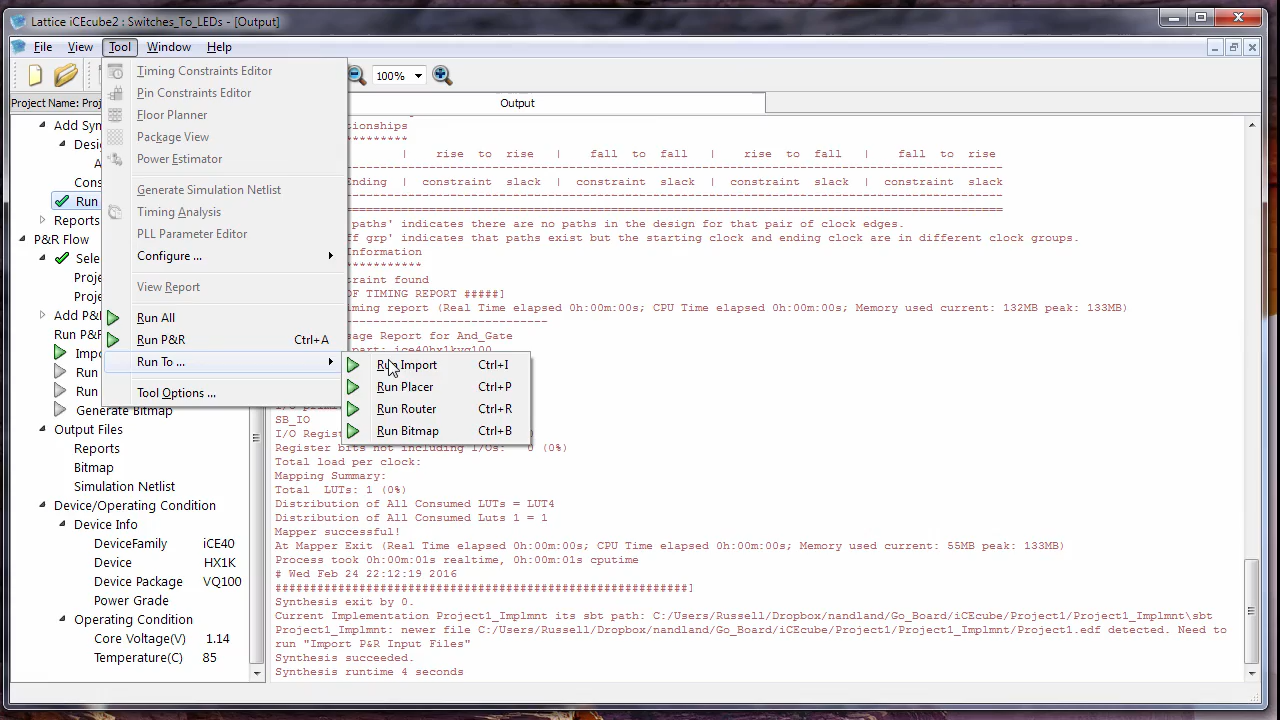 Lattice iCEcube2 : Switches_To_LEDs - [Output]
File View Tool Window Help
100%
Project Name: Proj
Output
Timing Constraints Editor
Pin Constraints Editor
Floor Planner
Package View
Power Estimator
Generate Simulation Netlist
Timing Analysis
PLL Parameter Editor
Configure ...
View Report
Run All
Run P&R Ctrl+A
Run To ...
Tool Options ...
Run Import Ctrl+I
Run Placer Ctrl+P
Run Router Ctrl+R
Run Bitmap Ctrl+B
Add Syn
Desi
A
Cons
Run
Reports
P&R Flow
Sele
Proje
Proje
Add P&
Run P&
Impo
Run
Run
Generate Bitmap
Output Files
Reports
Bitmap
Simulation Netlist
Device/Operating Condition
Device Info
DeviceFamily iCE40
Device HX1K
Device Package VQ100
Power Grade
Operating Condition
Core Voltage(V) 1.14
Temperature(C) 85
tionships
**********
| rise to rise | fall to fall | rise to fall | fall to rise
Ending | constraint slack | constraint slack | constraint slack | constraint slack
paths' indicates there are no paths in the design for that pair of clock edges.
ff grp' indicates that paths exist but the starting clock and ending clock are in different clock groups.
Information
************
raint found
OF TIMING REPORT #####]
iming report (Real Time elapsed 0h:00m:00s; CPU Time elapsed 0h:00m:00s; Memory used current: 132MB peak: 133MB)
sage Report for And_Gate
part: ice40hx1kvq100
SB_IO
Register bits not including I/Os: 0 (0%)
Total load per clock:
Mapping Summary:
Total LUTs: 1 (0%)
Distribution of All Consumed LUTs = LUT4
Distribution of All Consumed Luts 1 = 1
Mapper successful!
At Mapper Exit (Real Time elapsed 0h:00m:00s; CPU Time elapsed 0h:00m:00s; Memory used current: 55MB peak: 133MB)
Process took 0h:00m:01s realtime, 0h:00m:01s cputime
# Wed Feb 24 22:12:19 2016
###########################################################]
Synthesis exit by 0.
Current Implementation Project1_Implmnt its sbt path: C:/Users/Russell/Dropbox/nandland/Go_Board/iCEcube/Project1/Project1_Implmnt\sbt
Project1_Implmnt: newer file C:/Users/Russell/Dropbox/nandland/Go_Board/iCEcube/Project1/Project1_Implmnt/Project1.edf detected. Need to
run "Import P&R Input Files"
Synthesis succeeded.
Synthesis runtime 4 seconds